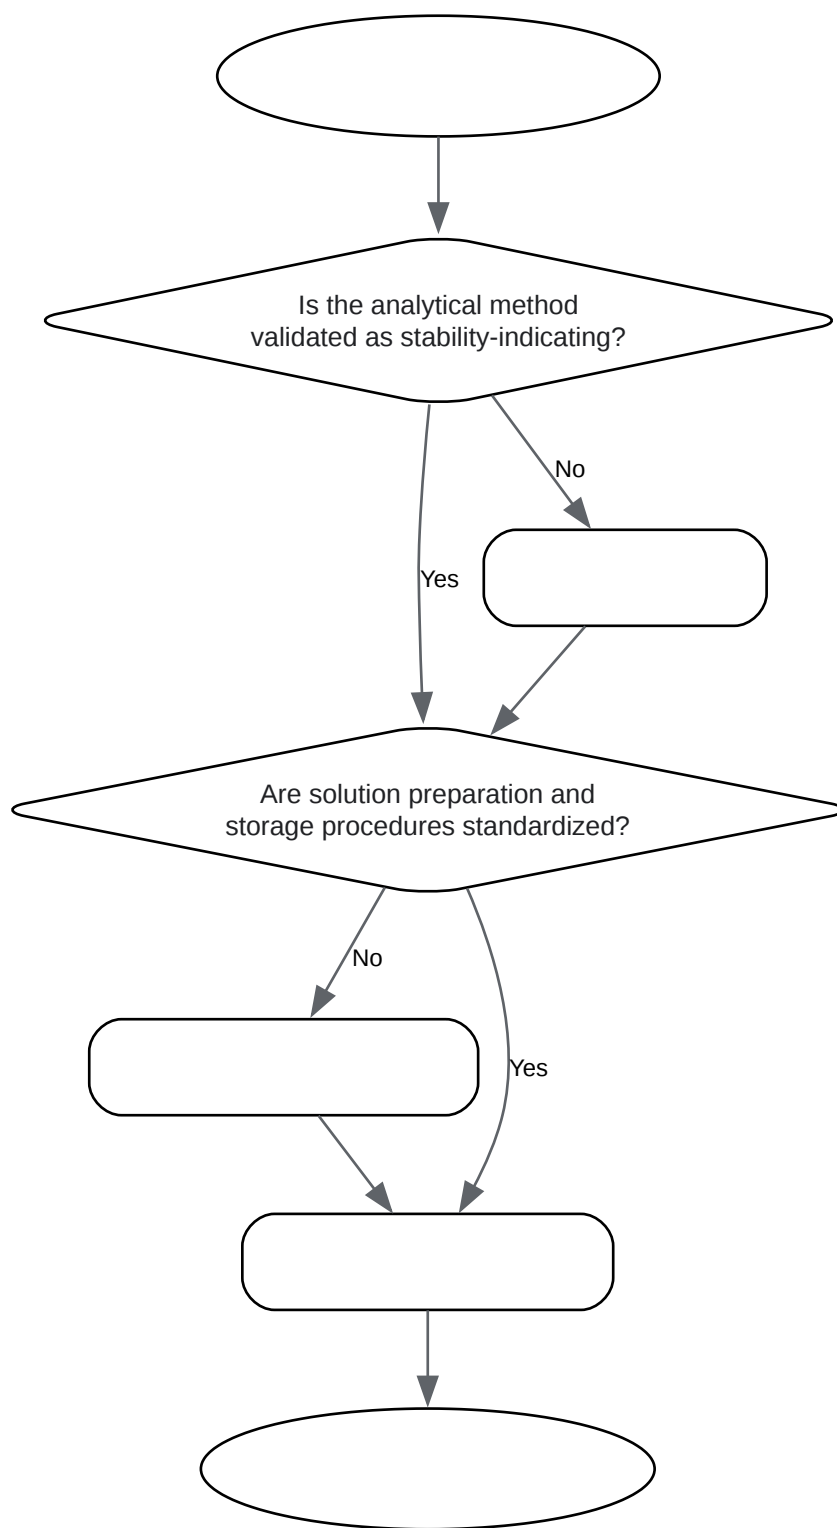 Is the analytical method
validated as stability-indicating?
No
Yes
Are solution preparation and
storage procedures standardized?
No
Yes